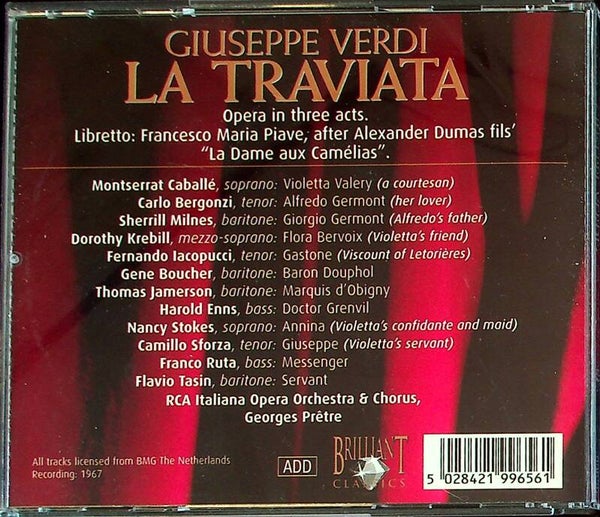 GIUSEPPE VERDI
LA TRAVIATA
Opera in three acts.
Libretto: Francesco Maria Piave, after Alexander Dumas fils'
"La Dame aux Camélias".
Montserrat Caballé, soprano: Violetta Valery (a courtesan)
Carlo Bergonzi, tenor: Alfredo Germont (her lover)
Sherrill Milnes, baritone: Giorgio Germont (Alfredo's father)
Dorothy Krebill, mezzo-soprano: Flora Bervoix (Violetta's friend)
Fernando Iacopucci, tenor: Gastone (Viscount of Letorières)
Gene Boucher, baritone: Baron Douphol
Thomas Jamerson, baritone: Marquis d'Obigny
Harold Enns, bass: Doctor Grenvil
Nancy Stokes, soprano: Annina (Violetta's confidante and maid)
Camillo Sforza, tenor: Giuseppe (Violetta's servant)
Franco Ruta, bass: Messenger
Flavio Tasin, baritone: Servant
RCA Italiana Opera Orchestra & Chorus,
Georges Prêtre
All tracks licensed from BMG The Netherlands
Recording: 1967
ADD
BRILLIANT
CLASSICS
5 028421 996561